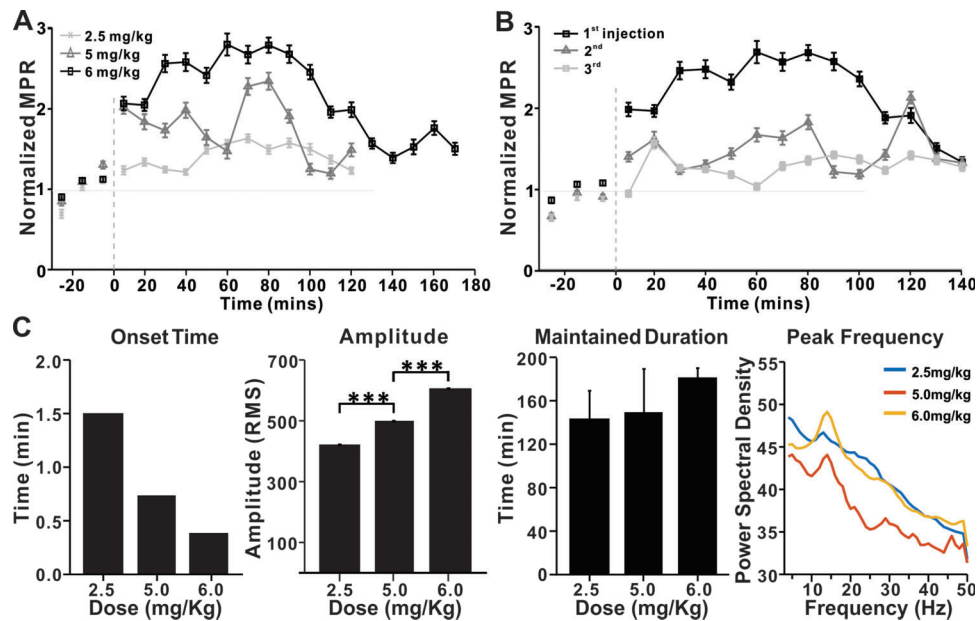 A
B
3
2
1
0
Normalized MPR
2.5 mg/kg
5 mg/kg
6 mg/kg
-20 0 20 40 60 80 100 120 140 160 180
Time (mins)
3
2
1
0
Normalized MPR
1st injection
2nd
3rd
-20 0 20 40 60 80 100 120 140
Time (mins)
C
Onset Time
Time (min)
1.5
1.0
0.5
0.0
2.5 5.0 6.0
Dose (mg/Kg)
Amplitude
Amplitude (RMS)
700
500
300
100
*** ***
2.5 5.0 6.0
Dose (mg/Kg)
Maintained Duration
Time (min)
200
160
120
80
40
0
2.5 5.0 6.0
Dose (mg/Kg)
Peak Frequency
Power Spectral Density
55
50
45
40
35
30
2.5mg/kg
5.0mg/kg
6.0mg/kg
10 20 30 40 50
Frequency (Hz)